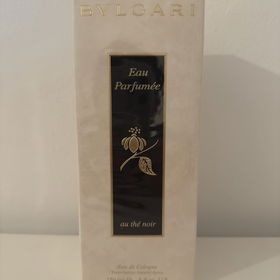 BVLGARI
Eau
Parfumée
au thé noir
Eau de Cologne